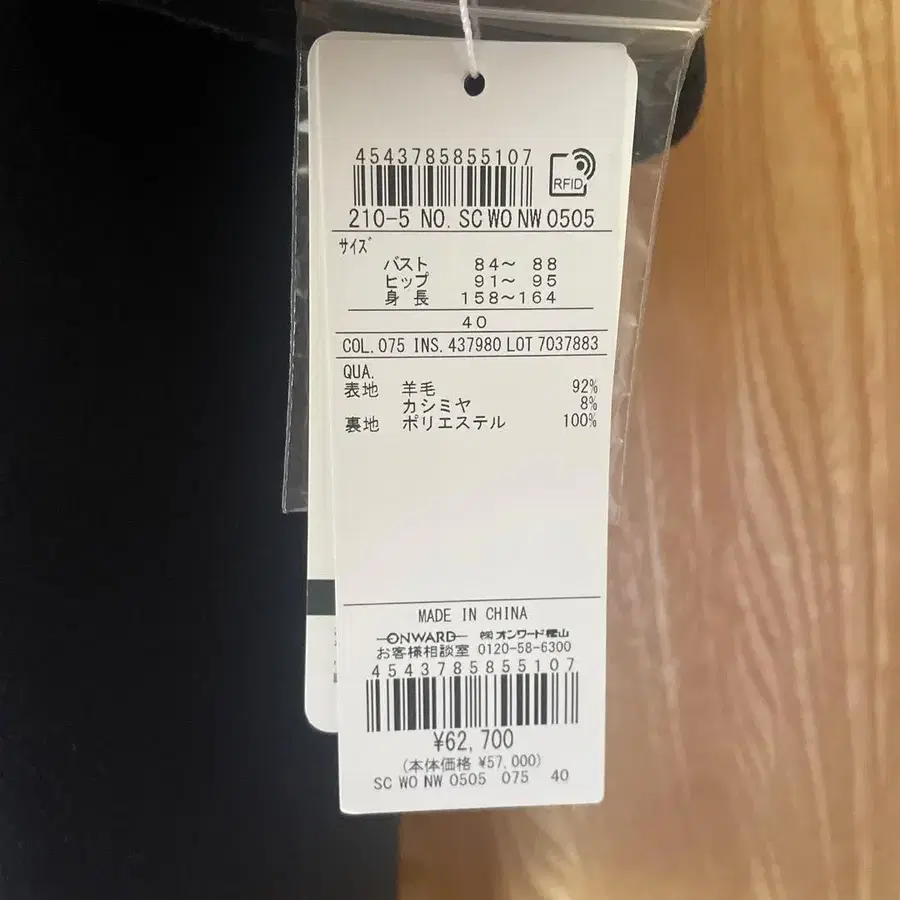 4543785855107
RFID
210-5 NO. SC WO NW 0505
サイズ
バスト 84～ 88
ヒップ 91～ 95
身 長 158～164
40
COL. 075 INS. 437980 LOT 7037883
QUA.
表地 羊毛 92%
カシミヤ 8%
裏地 ポリエステル 100%
MADE IN CHINA
ONWARD ㈱オンワード樫山
お客様相談室 0120-58-6300
4543785855107
¥62,700
(本体価格 ¥57,000)
SC WO NW 0505 075 40